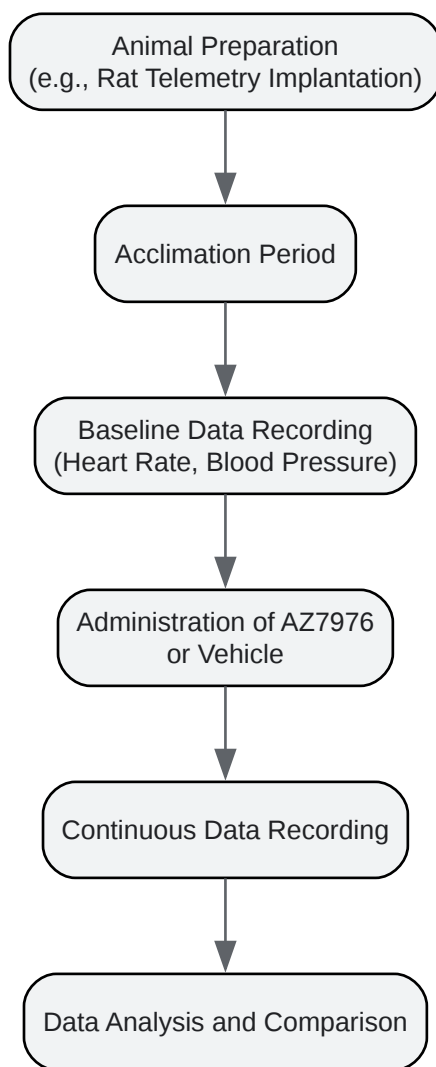 Animal Preparation
(e.g., Rat Telemetry Implantation)
Acclimation Period
Baseline Data Recording
(Heart Rate, Blood Pressure)
Administration of AZ7976
or Vehicle
Continuous Data Recording
Data Analysis and Comparison